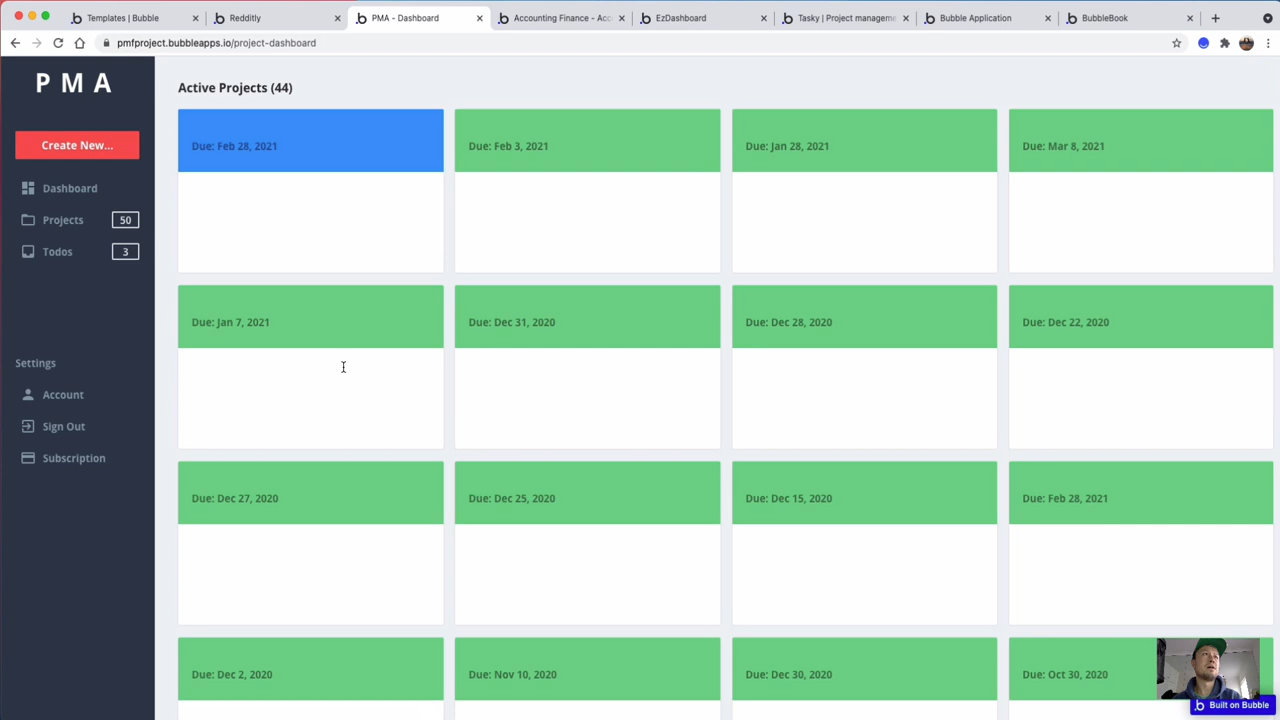 Templates | Bubble
Redditly
PMA - Dashboard
Accounting Finance - Acc
EzDashboard
Tasky | Project manageme
Bubble Application
BubbleBook
pmfproject.bubbleapps.io/project-dashboard
PMA
Create New...
Dashboard
Projects 50
Todos 3
Settings
Account
Sign Out
Subscription
Active Projects (44)
Due: Feb 28, 2021
Due: Feb 3, 2021
Due: Jan 28, 2021
Due: Mar 8, 2021
Due: Jan 7, 2021
Due: Dec 31, 2020
Due: Dec 28, 2020
Due: Dec 22, 2020
Due: Dec 27, 2020
Due: Dec 25, 2020
Due: Dec 15, 2020
Due: Feb 28, 2021
Due: Dec 2, 2020
Due: Nov 10, 2020
Due: Dec 30, 2020
Due: Oct 30, 2020
Built on Bubble